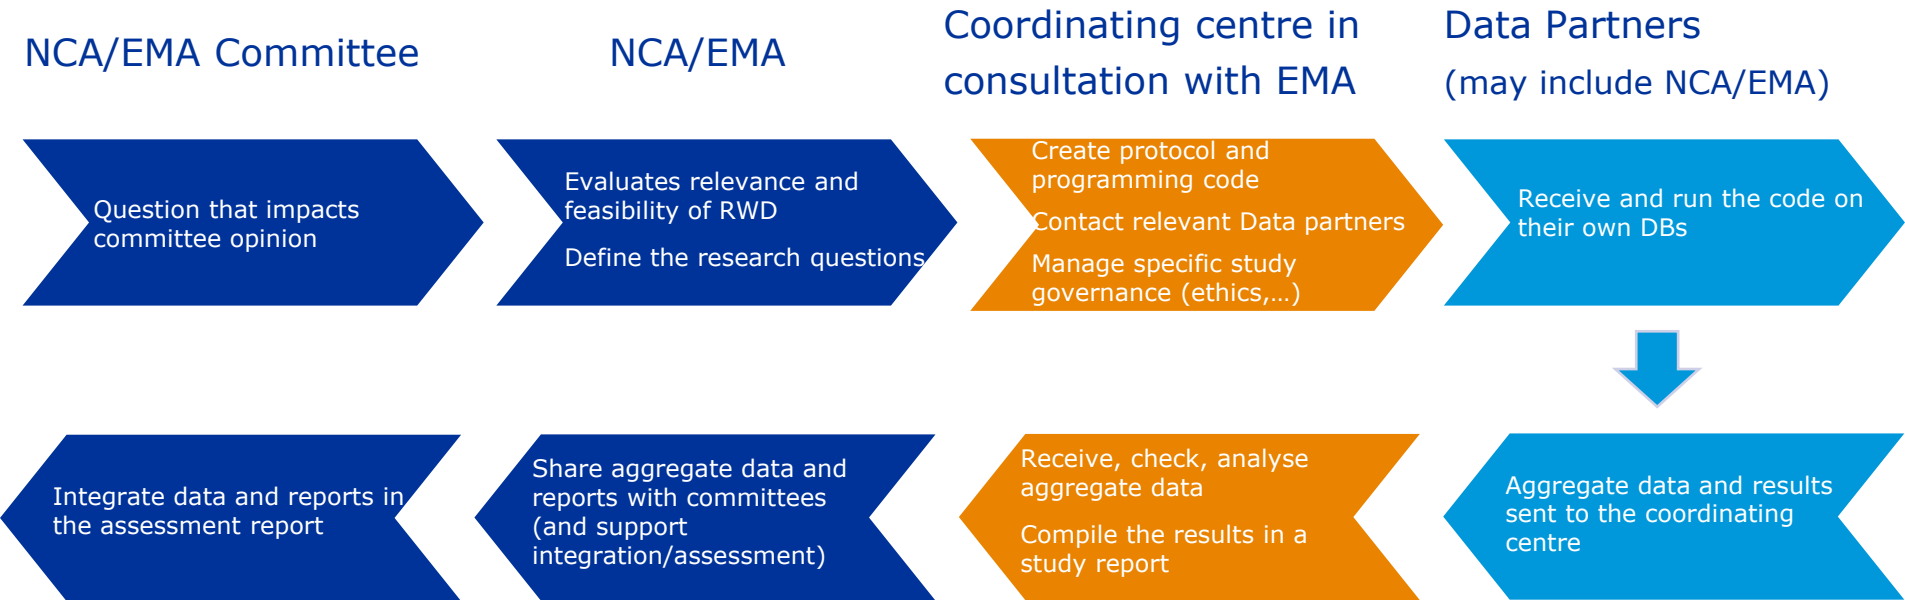 NCA/EMA Committee
NCA/EMA
Coordinating centre in
consultation with EMA
Data Partners
(may include NCA/EMA)
Question that impacts
committee opinion
Evaluates relevance and
feasibility of RWD
Define the research questions
Create protocol and
programming code
Contact relevant Data partners
Manage specific study
governance (ethics,…)
Receive and run the code on
their own DBs
Integrate data and reports in
the assessment report
Share aggregate data and
reports with committees
(and support
integration/assessment)
Receive, check, analyse
aggregate data
Compile the results in a
study report
Aggregate data and results
sent to the coordinating
centre